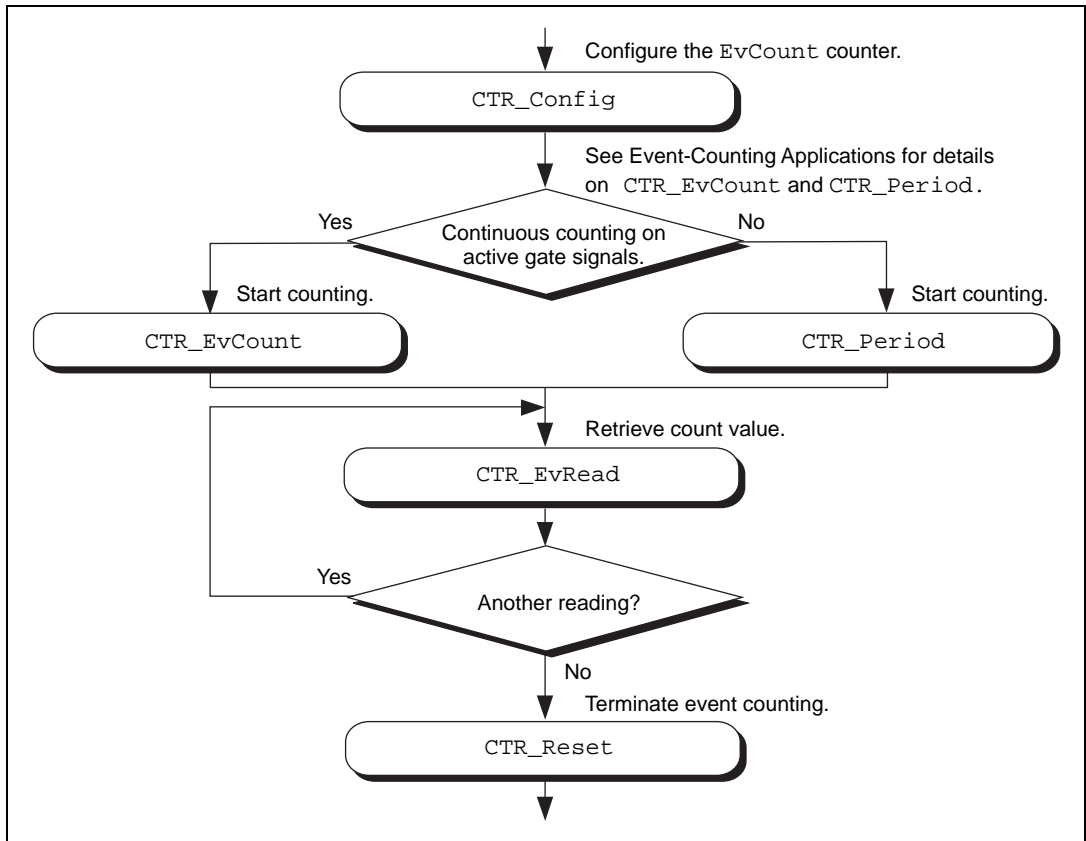 Configure the EvCount counter.
CTR_Config
See Event-Counting Applications for details
on CTR_EvCount and CTR_Period.
Yes
No
Continuous counting on
active gate signals.
Start counting.
Start counting.
CTR_EvCount
CTR_Period
Retrieve count value.
CTR_EvRead
Yes
Another reading?
No
Terminate event counting.
CTR_Reset